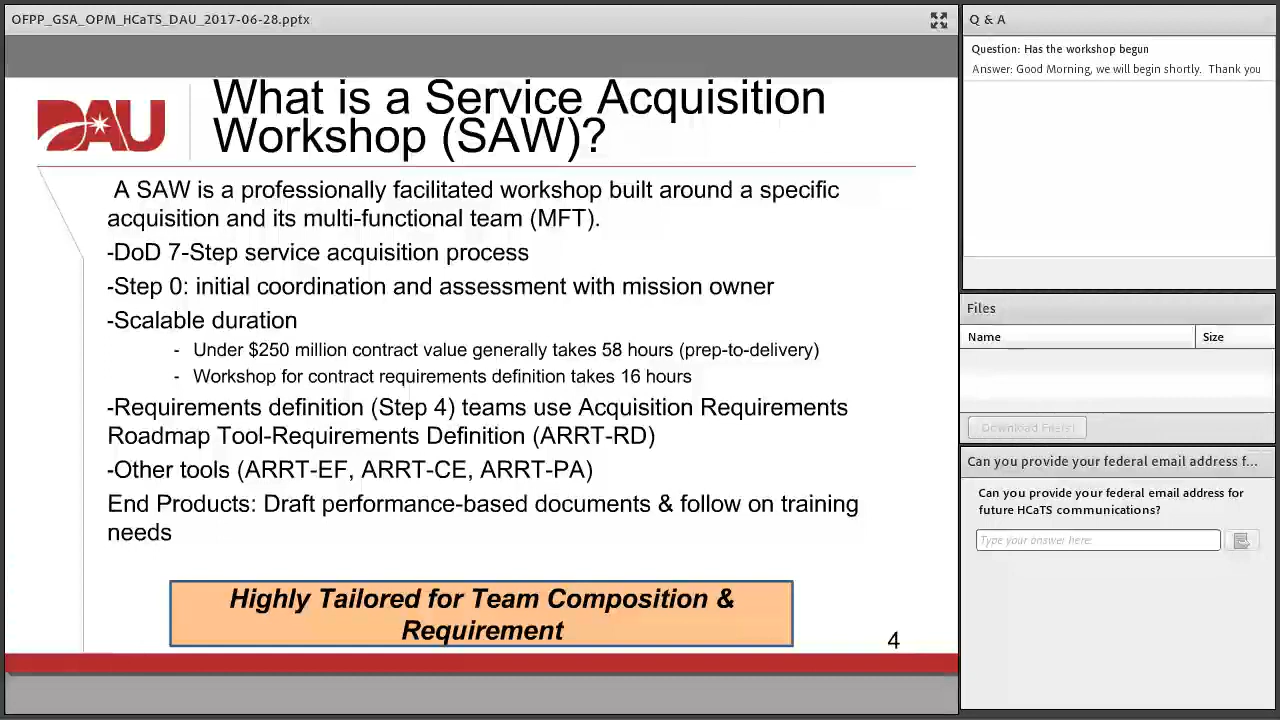 OFPP_GSA_OPM_HCaTS_DAU_2017-06-28.pptx
DAU
What is a Service Acquisition
Workshop (SAW)?
A SAW is a professionally facilitated workshop built around a specific
acquisition and its multi-functional team (MFT).
-DoD 7-Step service acquisition process
-Step 0: initial coordination and assessment with mission owner
-Scalable duration
- Under $250 million contract value generally takes 58 hours (prep-to-delivery)
- Workshop for contract requirements definition takes 16 hours
-Requirements definition (Step 4) teams use Acquisition Requirements
Roadmap Tool-Requirements Definition (ARRT-RD)
-Other tools (ARRT-EF, ARRT-CE, ARRT-PA)
End Products: Draft performance-based documents & follow on training
needs
Highly Tailored for Team Composition &
Requirement
4
Q & A
Question: Has the workshop begun
Answer: Good Morning, we will begin shortly. Thank you
Files
Name Size
Download File(s)
Can you provide your federal email address f...
Can you provide your federal email address for
future HCaTS communications?
Type your answer here: